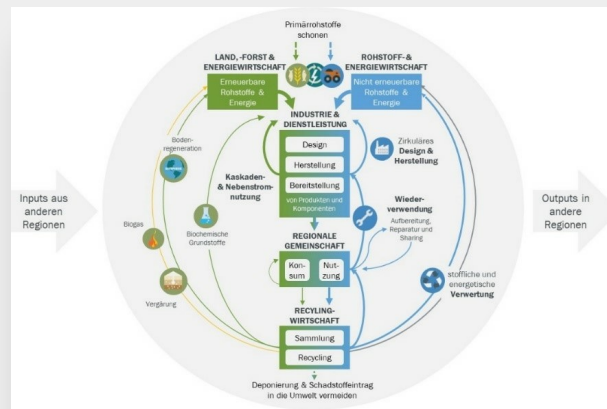 Primärrohstoffe
schonen
LAND,-FORST &
ENERGIEWIRTSCHAFT
ROHSTOFF- &
ENERGIEWIRTSCHAFT
Erneuerbare
Rohstoffe &
Energie
Nicht erneuerbare
Rohstoffe &
Energie
INDUSTRIE &
DIENSTLEISTUNG
Design
Herstellung
Bereitstellung
von Produkten und
Komponenten
Boden-
regeneration
Kaskaden-
& Nebenstrom-
nutzung
Zirkuläres
Design &
Herstellung
Inputs aus
anderen
Regionen
Outputs in
andere
Regionen
Biogas
Biochemische
Grundstoffe
Wieder-
verwendung
Aufbereitung,
Reparatur und
Sharing
REGIONALE
GEMEINSCHAFT
Kon-
sum
Nut-
zung
Vergärung
stoffliche und
energetische
Verwertung
RECYLING-
WIRTSCHAFT
Sammlung
Recycling
Deponierung & Schadstoffeintrag
in die Umwelt vermeiden